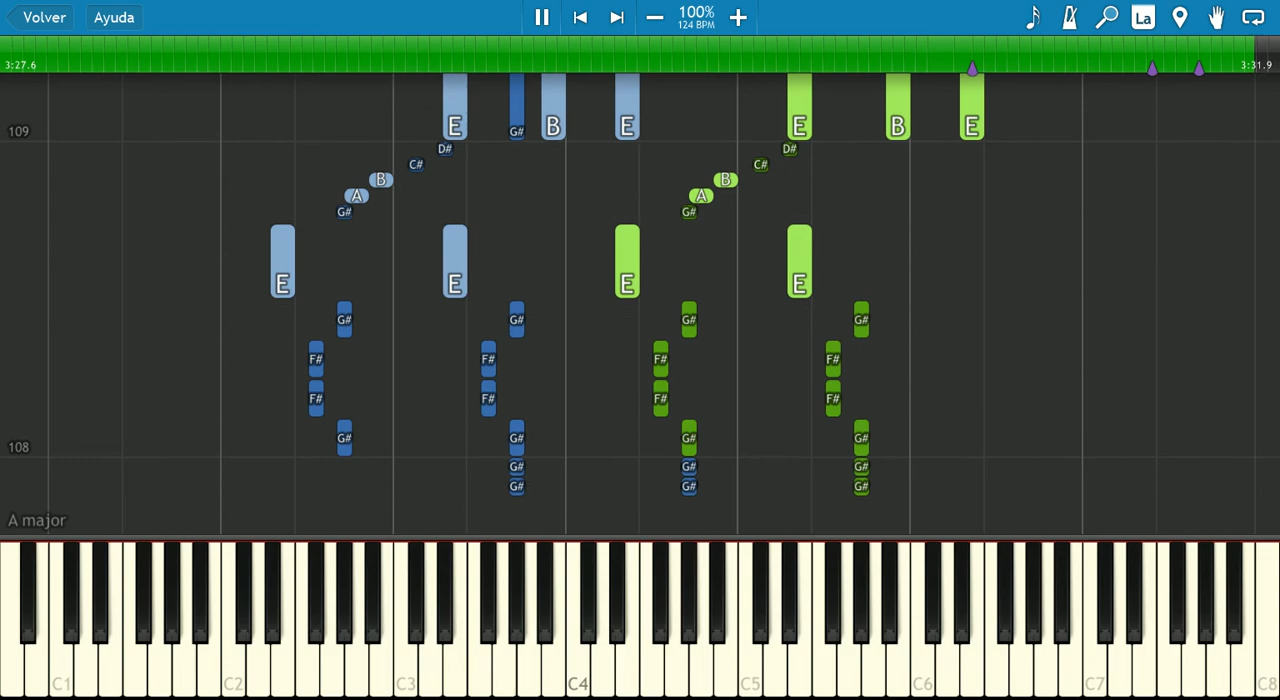 Volver Ayuda 100% La
124 BPM
3:27.6 3:31.9
E G# B E E B E
109
D# D#
C# C#
B B
A A
G# G#
E E E E
G# G# G# G#
F# F# F# F#
F# F# F# F#
G# G# G# G#
108
G# G# G#
G# G# G#
A major
C1 C2 C3 C4 C5 C6 C7 C8